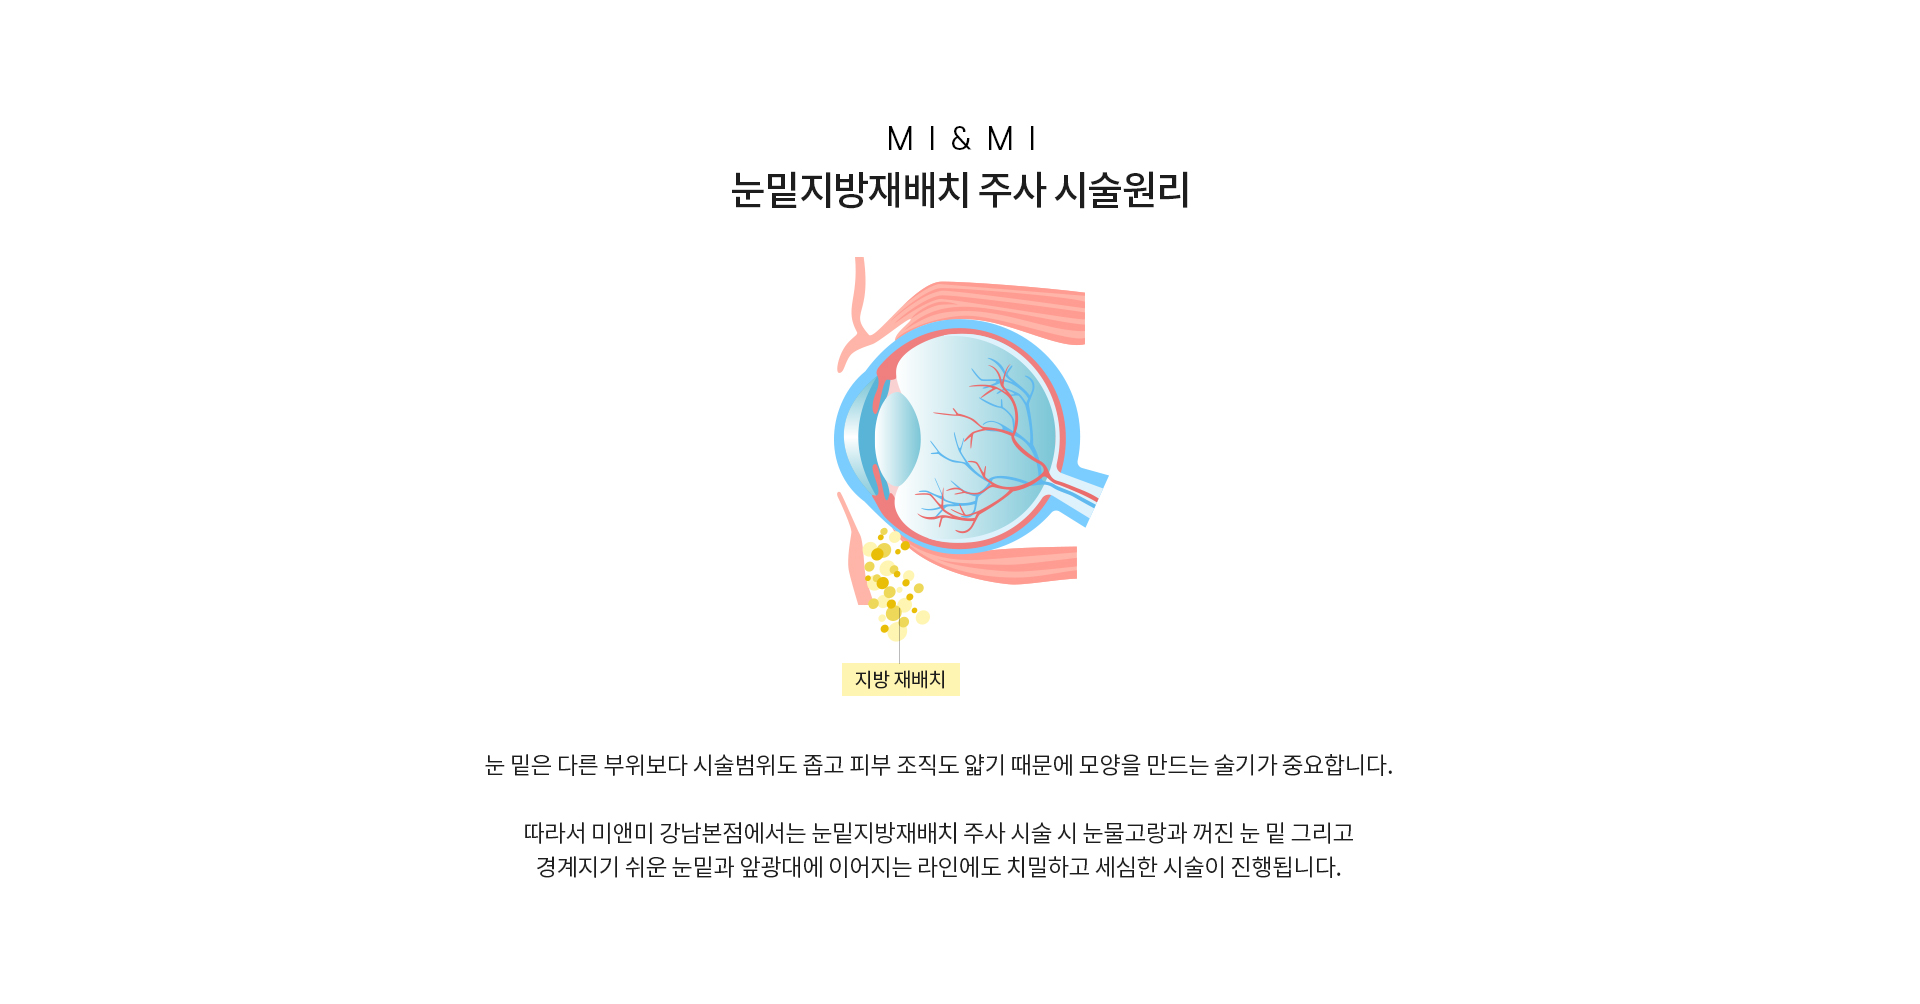 MI&MI
눈밑지방재배치 주사 시술원리
지방 재배치
눈 밑은 다른 부위보다 시술범위도 좁고 피부 조직도 얇기 때문에 모양을 만드는 술기가 중요합니다.
따라서 미앤미 강남본점에서는 눈밑지방재배치 주사 시술 시 눈물고랑과 꺼진 눈 밑 그리고
경계지기 쉬운 눈밑과 앞광대에 이어지는 라인에도 치밀하고 세심한 시술이 진행됩니다.